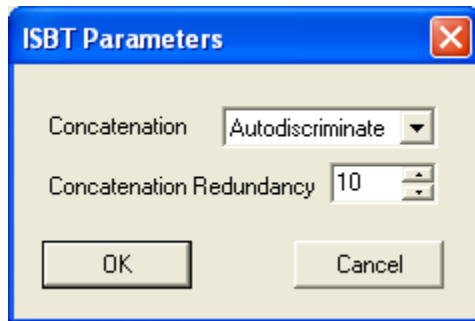 ISBT Parameters
Concatenation Autodiscriminate
Concatenation Redundancy 10
OK Cancel